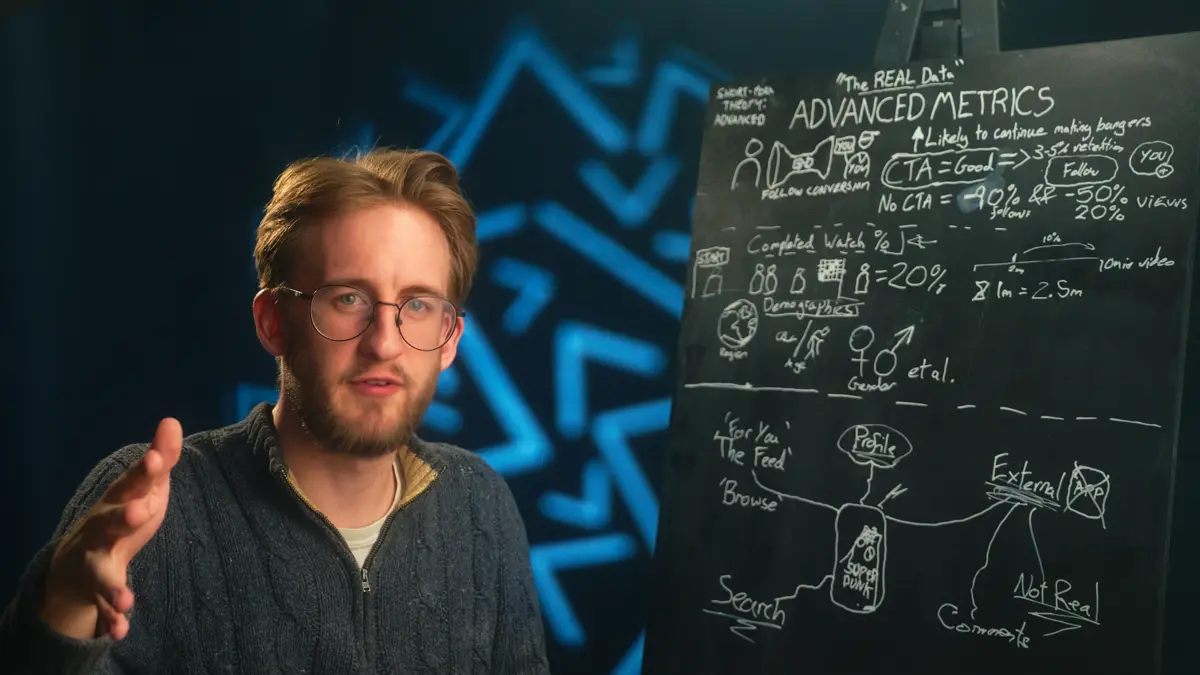 "The REAL Data"
SHORT-FORM
THEORY:
ADVANCED
ADVANCED METRICS
Likely to continue making bangers
CTA = Good => 3-5% retention
Follow
YOU
YOU
YOU
FOLLOW CONVERSION
No CTA = -90% && -50% views
follows
20%
Completed Watch %
START
= 20%
10%
2m
10min video
1m = 2.5m
Demographics
Region
Age
Gender
et al.
'For You'
'The Feed'
'Browse
Profile
External
SUPER
DUNK
Search
Comments
Not Real